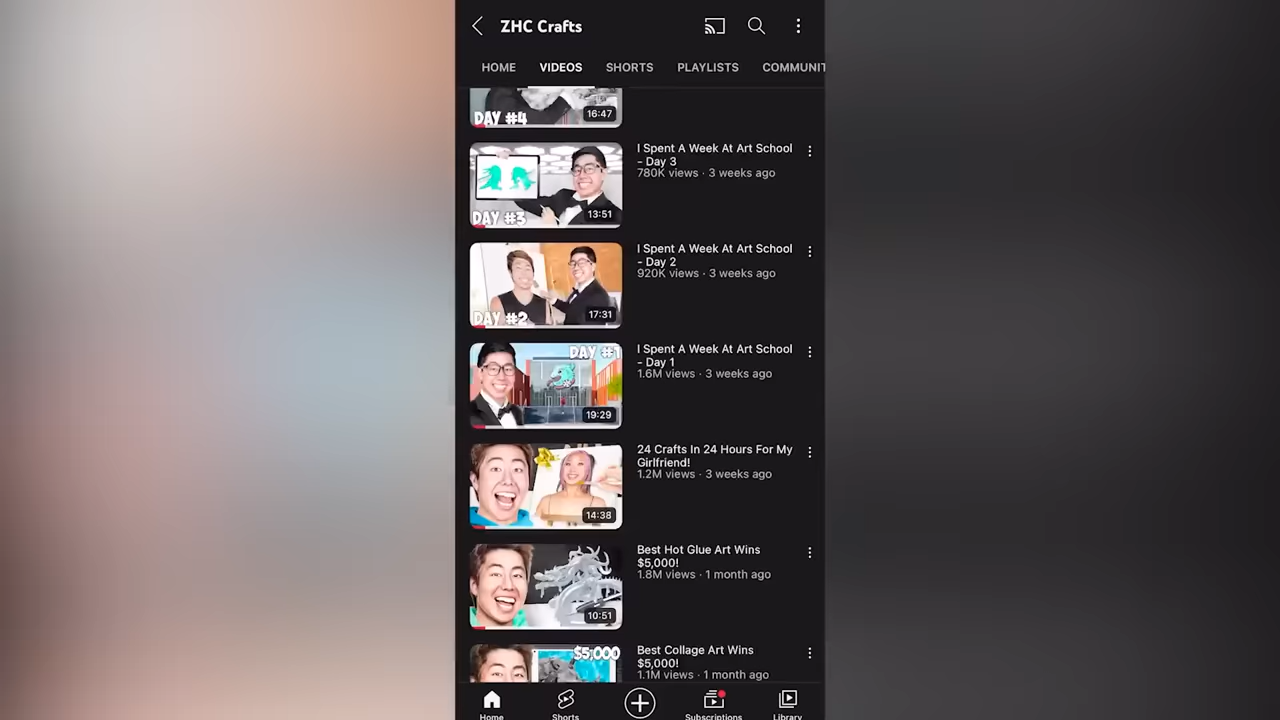 ZHC Crafts
HOME VIDEOS SHORTS PLAYLISTS COMMUNIT
DAY #4
16:47
I Spent A Week At Art School
- Day 3
780K views · 3 weeks ago
DAY #3
13:51
I Spent A Week At Art School
- Day 2
920K views · 3 weeks ago
DAY #2
17:31
I Spent A Week At Art School
- Day 1
1.6M views · 3 weeks ago
DAY #1
19:29
24 Crafts In 24 Hours For My
Girlfriend!
1.2M views · 3 weeks ago
14:38
Best Hot Glue Art Wins
$5,000!
1.8M views · 1 month ago
10:51
Best Collage Art Wins
$5,000!
1.1M views · 1 month ago
$5,000
Home Shorts Subscriptions Library